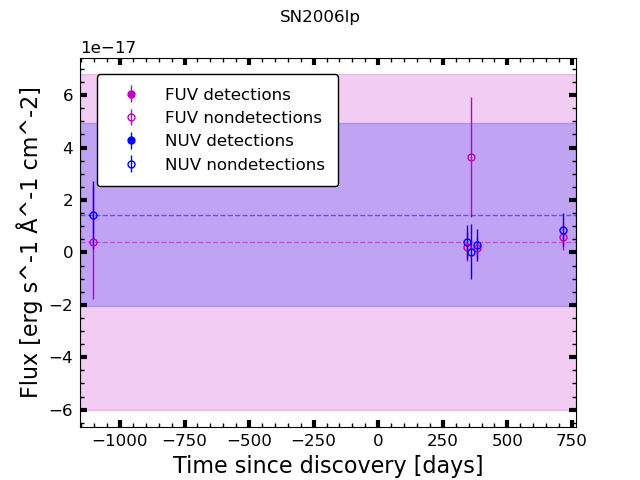 SN2006lp
1e−17
FUV detections
FUV nondetections
NUV detections
NUV nondetections
6
4
2
0
−2
−4
−6
Flux [erg s^-1 Å^-1 cm^-2]
−1000 −750 −500 −250 0 250 500 750
Time since discovery [days]